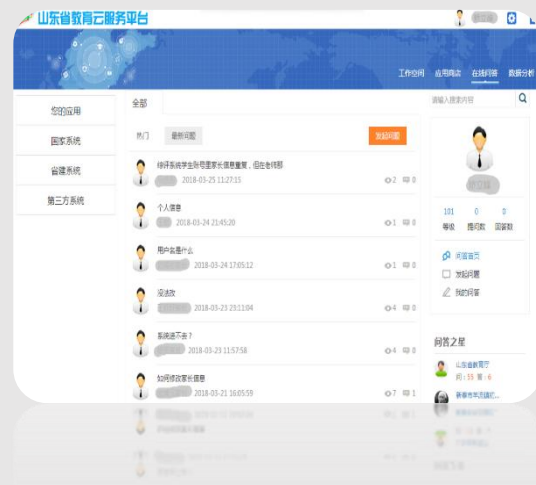 山东省教育云服务平台
工作空间 应用商店 在线问答 数据分析
您的应用
国家系统
省建系统
第三方系统
全部
请输入搜索内容
热门 最新问题 发起问题
综评系统学生账号里家长信息重复，但在老师那
2018-03-25 11:27:15 2 0
个人信息
2018-03-24 21:45:20 1 0
用户名是什么
2018-03-24 17:05:12 1 0
没法改
2018-03-23 23:11:04 4 0
系统进不去？
2018-03-23 11:57:58 4 0
如何修改家长信息
2018-03-21 16:05:59 7 1
101 0 0
等级 提问数 回答数
问答首页
发起问题
我的问答
问答之星
山东省教育厅
问：55 答：6